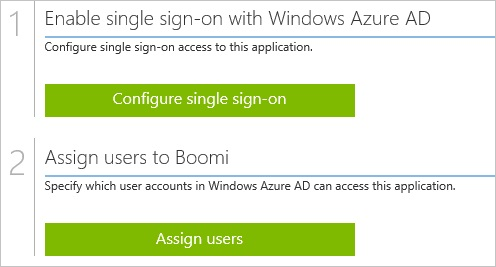 1
Enable single sign-on with Windows Azure AD
Configure single sign-on access to this application.
Configure single sign-on
2
Assign users to Boomi
Specify which user accounts in Windows Azure AD can access this application.
Assign users